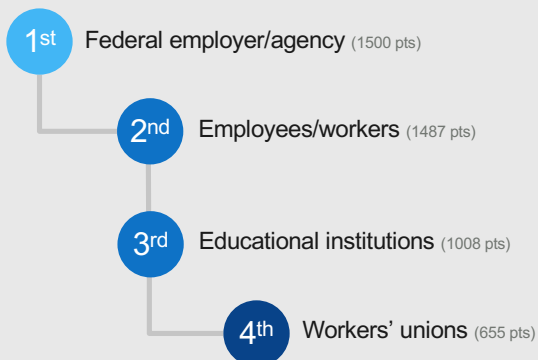 1st Federal employer/agency (1500 pts)
2nd Employees/workers (1487 pts)
3rd Educational institutions (1008 pts)
4th Workers' unions (655 pts)